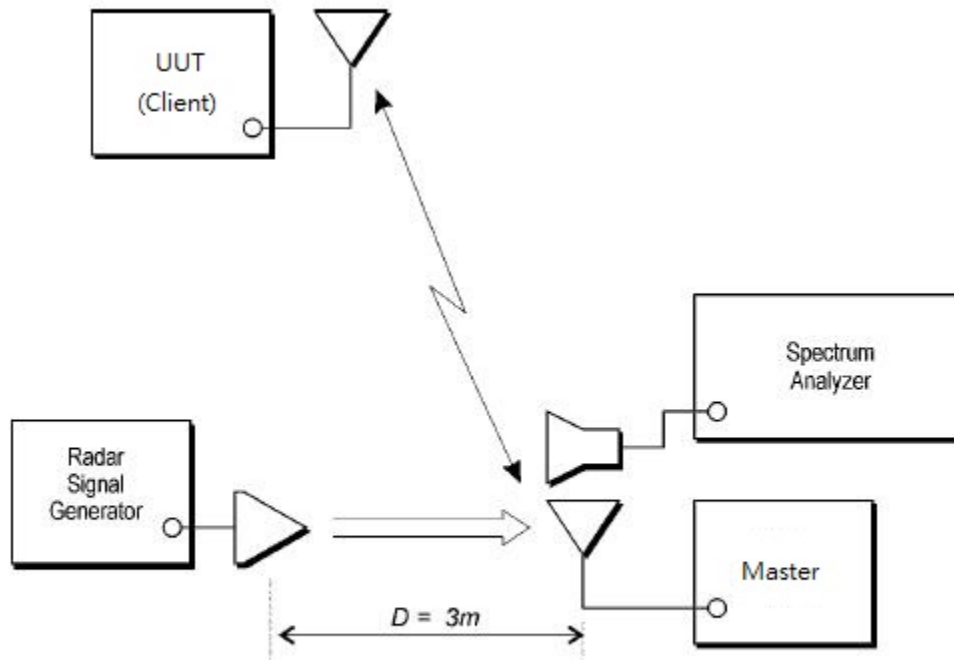 UUT
(Client)
Spectrum
Analyzer
Radar
Signal
Generator
Master
D = 3m